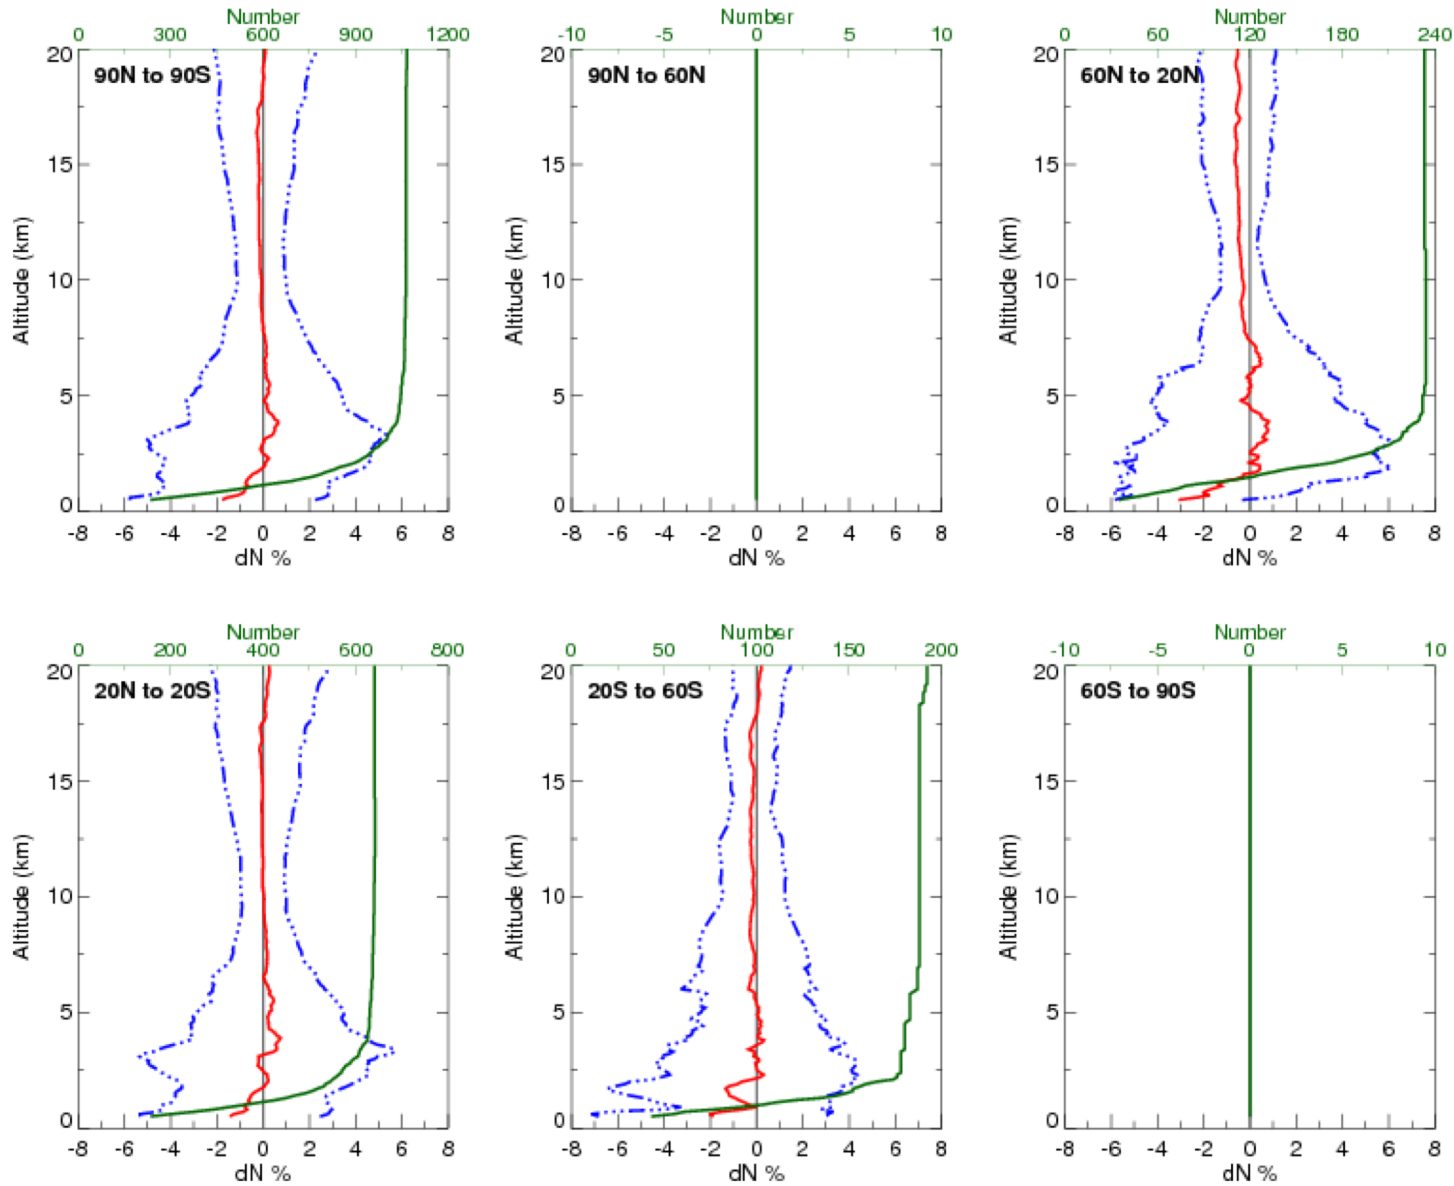 Number Number Number
0 300 600 900 1200 -10 -5 0 5 10 0 60 120 180 240
20 20 20
90N to 90S 90N to 60N 60N to 20N
15 15 15
Altitude (km) Altitude (km) Altitude (km)
10 10 10
5 5 5
0 0 0
-8 -6 -4 -2 0 2 4 6 8 -8 -6 -4 -2 0 2 4 6 8 -8 -6 -4 -2 0 2 4 6 8
dN % dN % dN %
Number Number Number
0 200 400 600 800 0 50 100 150 200 -10 -5 0 5 10
20 20 20
20N to 20S 20S to 60S 60S to 90S
15 15 15
Altitude (km) Altitude (km) Altitude (km)
10 10 10
5 5 5
0 0 0
-8 -6 -4 -2 0 2 4 6 8 -8 -6 -4 -2 0 2 4 6 8 -8 -6 -4 -2 0 2 4 6 8
dN % dN % dN %